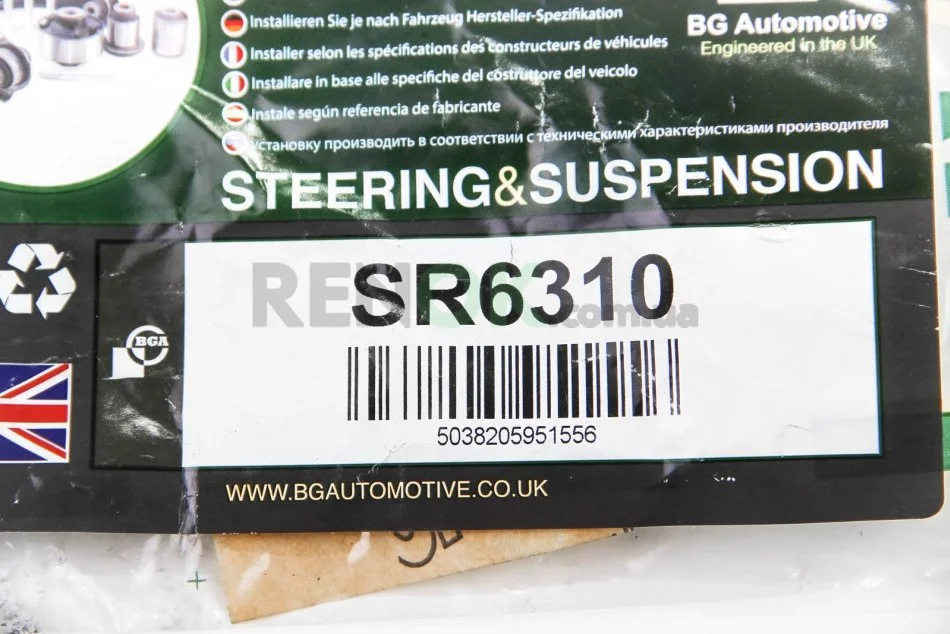 Installieren Sie je nach Fahrzeug Hersteller-Spezifikation
Installer selon les spécifications des constructeurs de véhicules
Installare in base alle specifiche del costruttore del veicolo
Instale según referencia de fabricante
установку производить в соответствии с техническими характеристиками производителя
BG Automotive
Engineered in the UK
STEERING&SUSPENSION
SR6310
BGA
5038205951556
WWW.BGAUTOMOTIVE.CO.UK